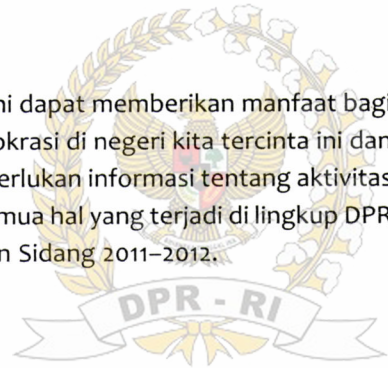 ni dapat memberikan manfaat bagi
okrasi di negeri kita tercinta ini dan
erlukan informasi tentang aktivitas
mua hal yang terjadi di lingkup DPR
n Sidang 2011–2012.
DPR - RI